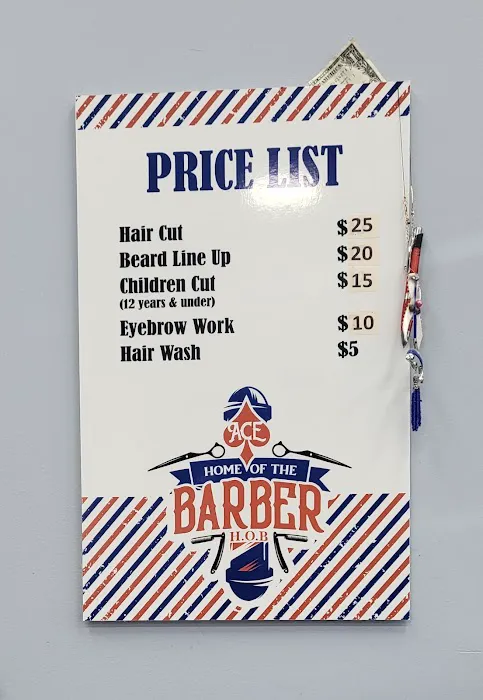 PRICE LIST
Hair Cut $25
Beard Line Up $20
Children Cut $15
(12 years & under)
Eyebrow Work $10
Hair Wash $5
ACE
HOME OF THE
BARBER
H.O.B